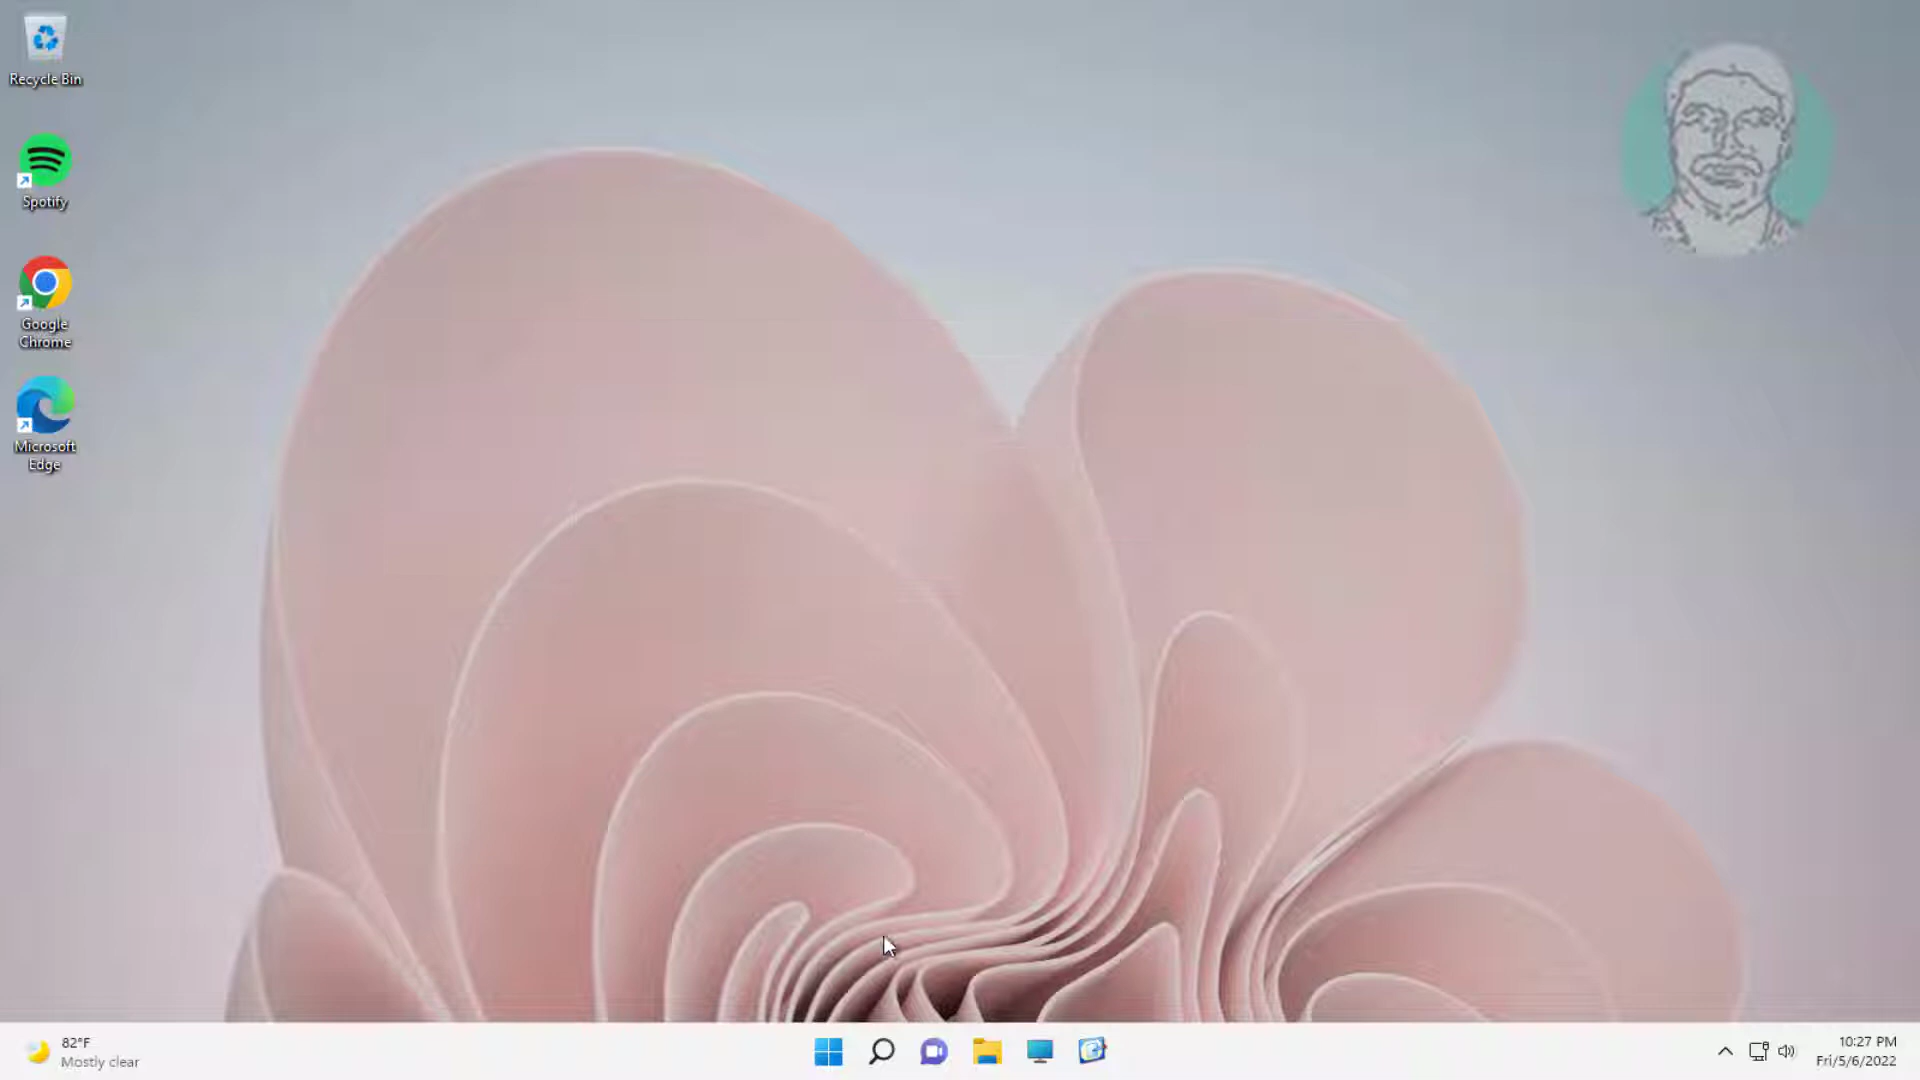 Recycle Bin
Spotify
Google
Chrome
Microsoft
Edge
82°F
Mostly clear
10:27 PM
Fri/5/6/2022